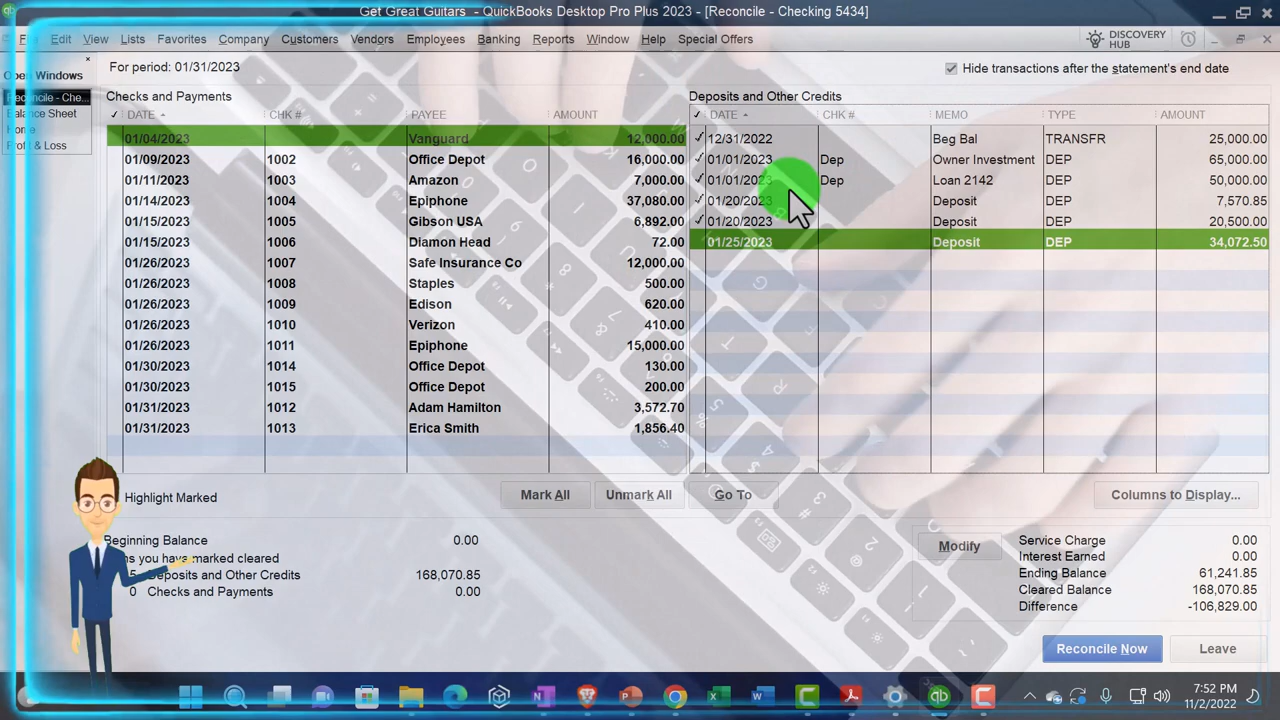 Get Great Guitars - QuickBooks Desktop Pro Plus 2023 - [Reconcile - Checking 5434]
Edit View Lists Favorites Company Customers Vendors Employees Banking Reports Window Help Special Offers
DISCOVERY HUB
Open Windows
Reconcile - Che...
Balance Sheet
Home
Profit & Loss
For period: 01/31/2023
Hide transactions after the statement's end date
Checks and Payments
✓ DATE CHK # PAYEE AMOUNT
01/04/2023 Vanguard 12,000.00
01/09/2023 1002 Office Depot 16,000.00
01/11/2023 1003 Amazon 7,000.00
01/14/2023 1004 Epiphone 37,080.00
01/15/2023 1005 Gibson USA 6,892.00
01/15/2023 1006 Diamon Head 72.00
01/26/2023 1007 Safe Insurance Co 12,000.00
01/26/2023 1008 Staples 500.00
01/26/2023 1009 Edison 620.00
01/26/2023 1010 Verizon 410.00
01/26/2023 1011 Epiphone 15,000.00
01/30/2023 1014 Office Depot 130.00
01/30/2023 1015 Office Depot 200.00
01/31/2023 1012 Adam Hamilton 3,572.70
01/31/2023 1013 Erica Smith 1,856.40
Deposits and Other Credits
✓ DATE CHK # MEMO TYPE AMOUNT
✓ 12/31/2022 Beg Bal TRANSFR 25,000.00
✓ 01/01/2023 Dep Owner Investment DEP 65,000.00
✓ 01/01/2023 Dep Loan 2142 DEP 50,000.00
✓ 01/20/2023 Deposit DEP 7,570.85
✓ 01/20/2023 Deposit DEP 20,500.00
01/25/2023 Deposit DEP 34,072.50
Highlight Marked
Mark All Unmark All Go To Columns to Display...
Beginning Balance 0.00
you have marked cleared
5 Deposits and Other Credits 168,070.85
0 Checks and Payments 0.00
Modify
Service Charge 0.00
Interest Earned 0.00
Ending Balance 61,241.85
Cleared Balance 168,070.85
Difference -106,829.00
Reconcile Now Leave
7:52 PM
11/2/2022